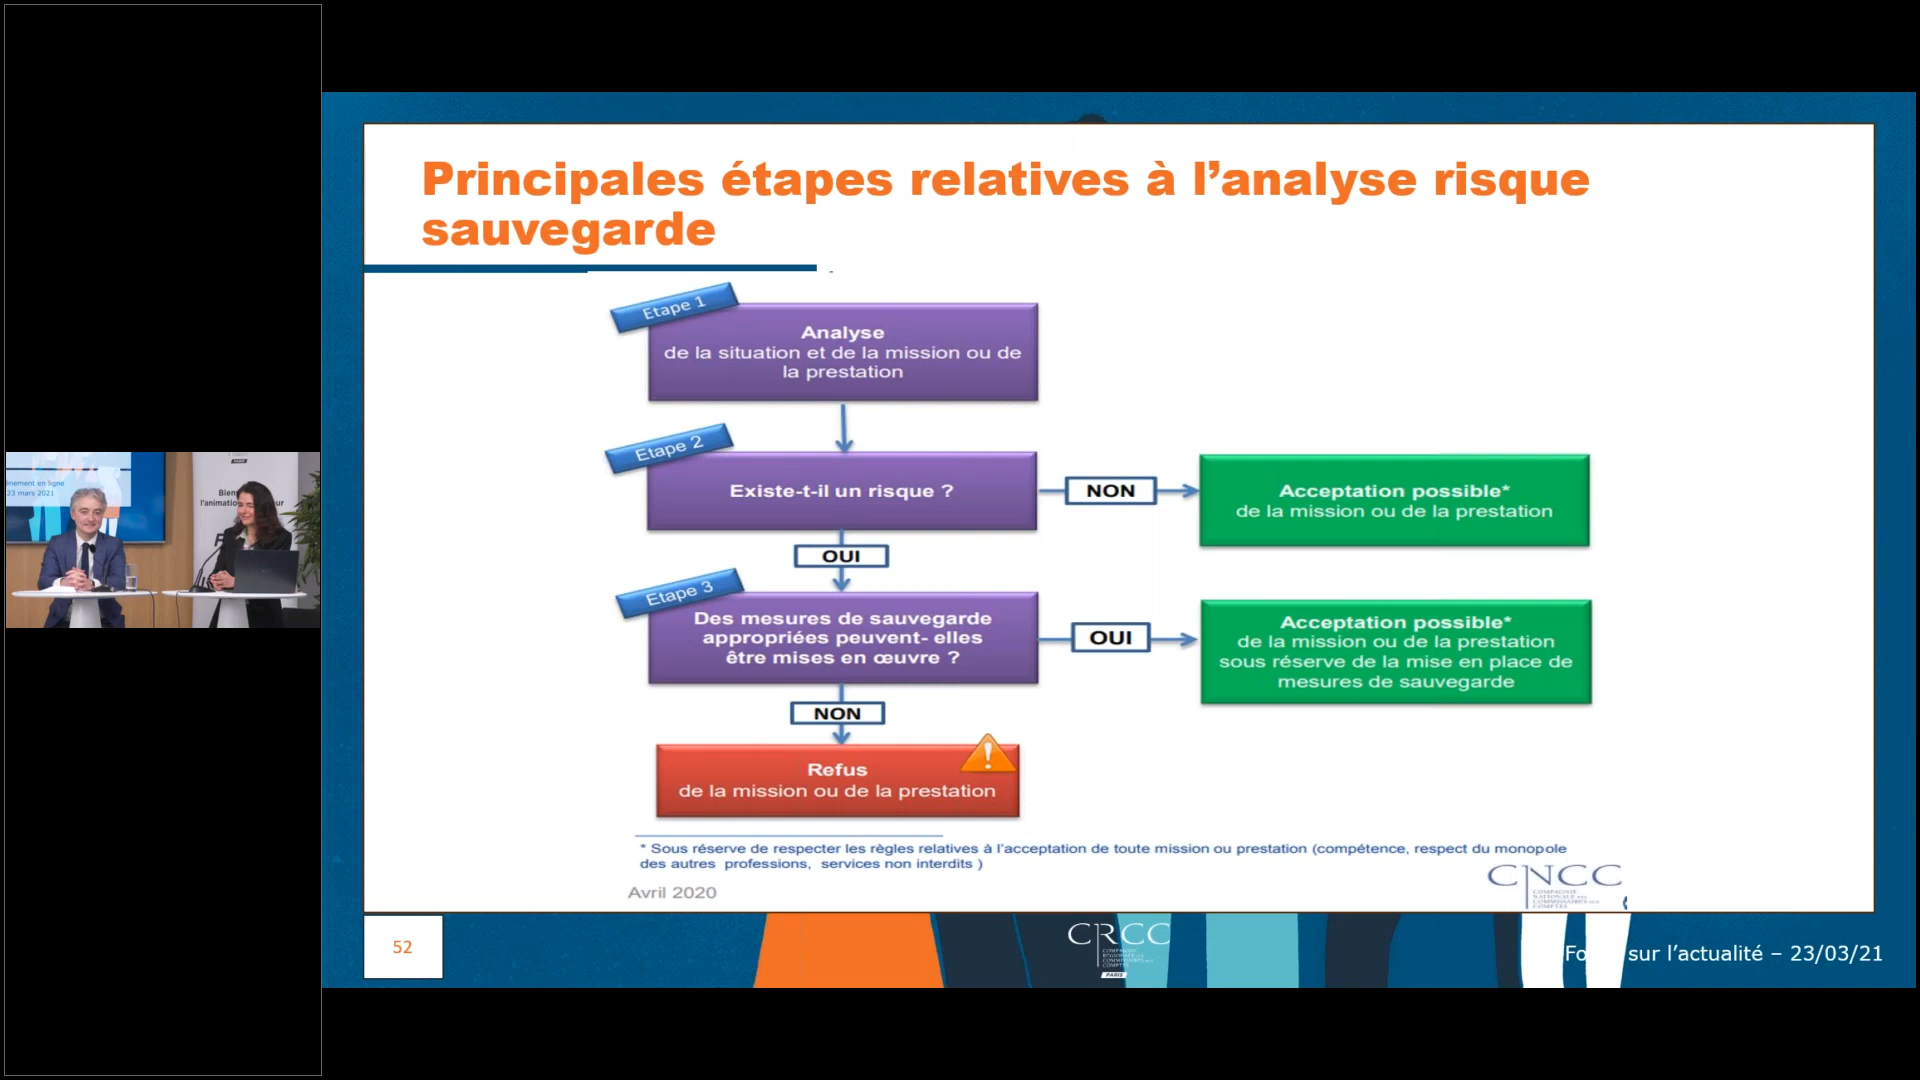 Principales étapes relatives à l’analyse risque
sauvegarde
Etape 1
Analyse
de la situation et de la mission ou de
la prestation
Etape 2
Existe-t-il un risque ?
NON
Acceptation possible*
de la mission ou de la prestation
OUI
Etape 3
Des mesures de sauvegarde
appropriées peuvent- elles
être mises en œuvre ?
OUI
Acceptation possible*
de la mission ou de la prestation
sous réserve de la mise en place de
mesures de sauvegarde
NON
Refus
de la mission ou de la prestation
* Sous réserve de respecter les règles relatives à l’acceptation de toute mission ou prestation (compétence, respect du monopole
des autres professions, services non interdits )
Avril 2020
CNCC
COMPAGNIE
NATIONALE DES
COMMISSAIRES AUX
COMPTES
52
CRCC
COMPAGNIE
RÉGIONALE DES
COMMISSAIRES AUX
COMPTES
PARIS
sur l’actualité – 23/03/21
en ligne
23 mars 2021